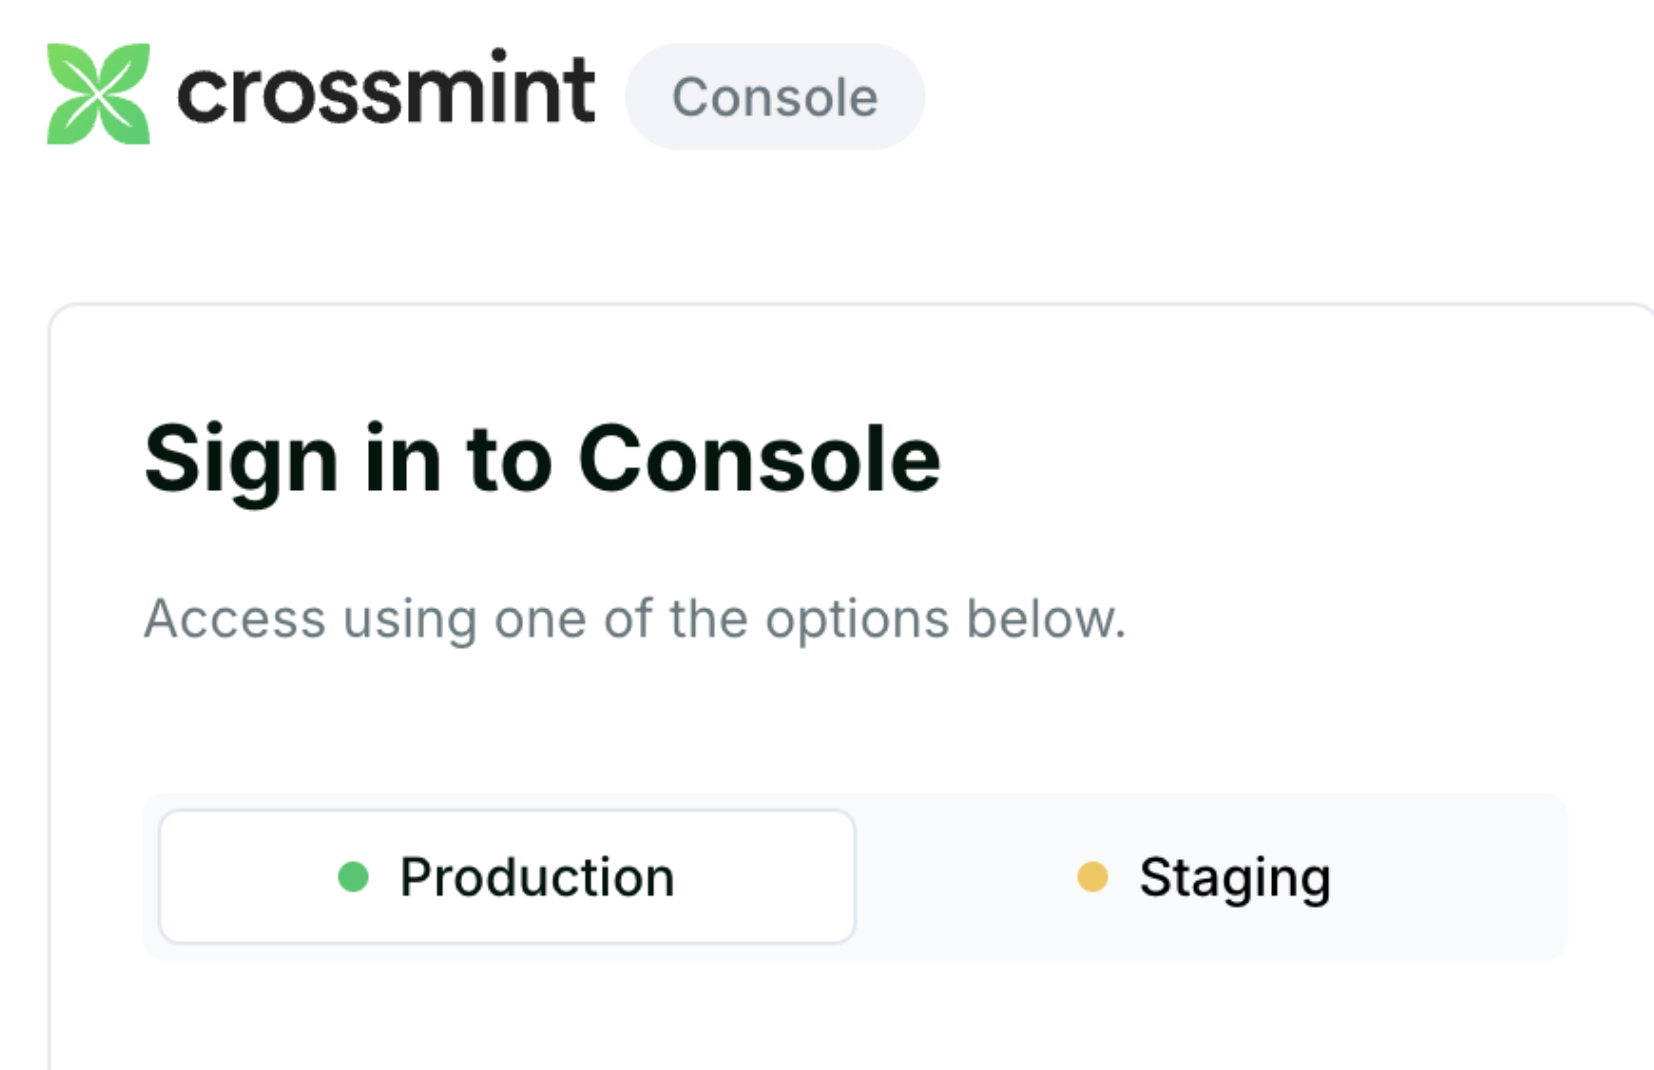 crossmint Console
Sign in to Console
Access using one of the options below.
Production Staging